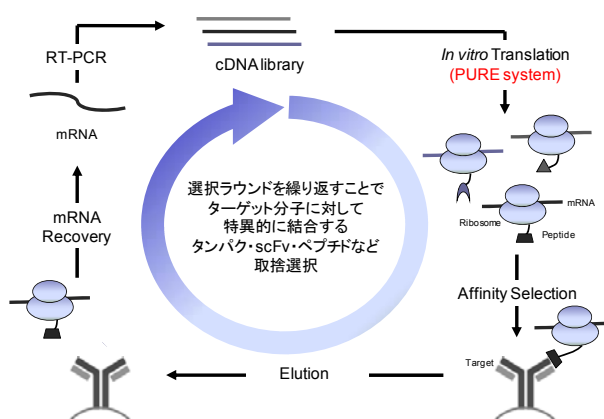 RT-PCR
cDNA library
In vitro Translation
(PURE system)
mRNA
mRNA
Recovery
選択ラウンドを繰り返すことで
ターゲット分子に対して
特異的に結合する
タンパク・scFv・ペプチドなど
取捨選択
mRNA
Ribosome
Peptide
Affinity Selection
Target
Elution